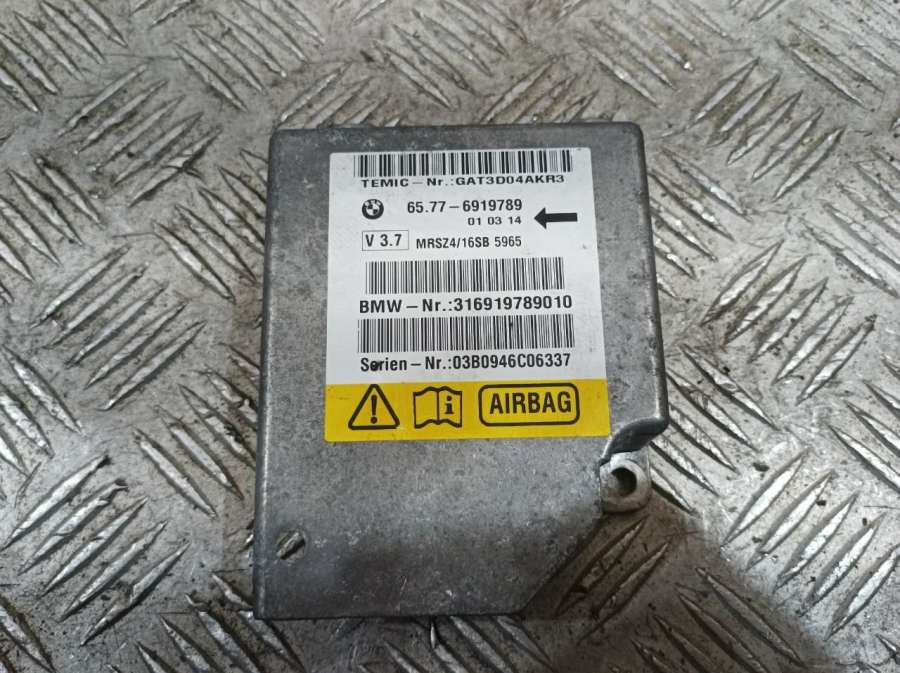 TEMIC-Nr.:GAT3D04AKR3
65.77-6919789
01 03 14
V 3.7 MRSZ4/16SB 5965
BMW-Nr.:316919789010
Serien-Nr.:03B0946C06337
AIRBAG